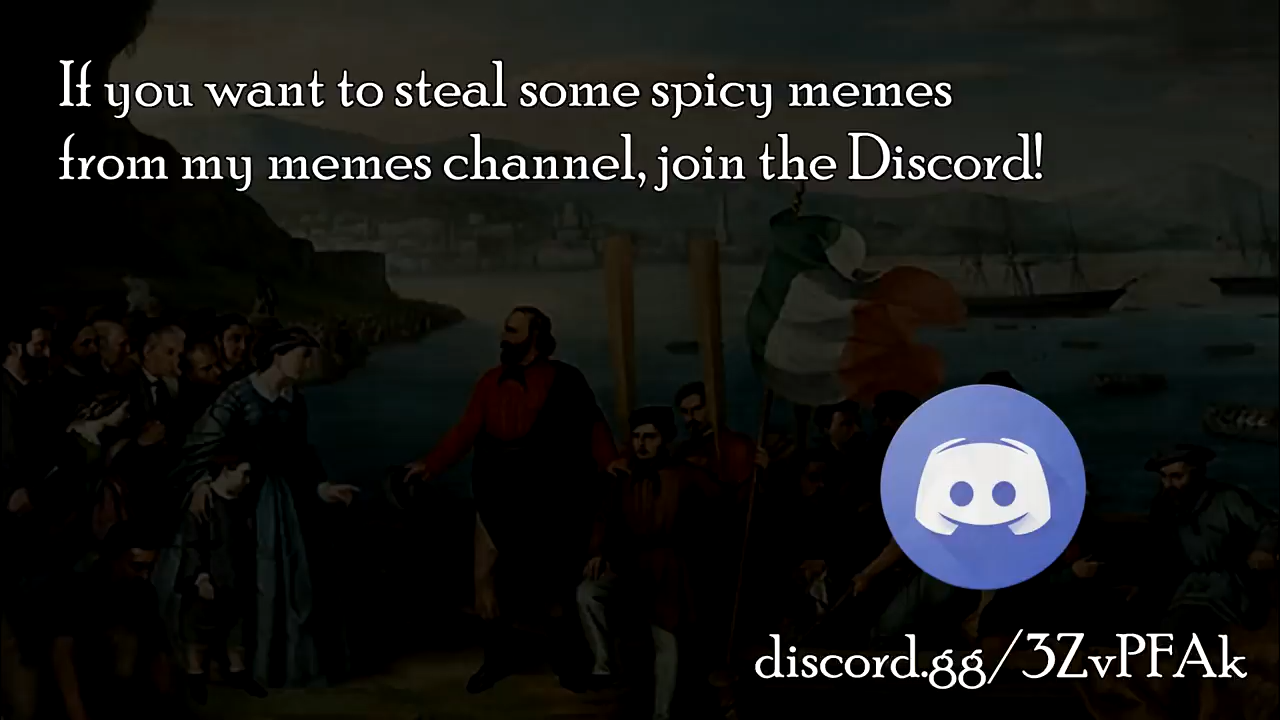 If you want to steal some spicy memes
from my memes channel, join the Discord!
discord.gg/3ZvPFAk